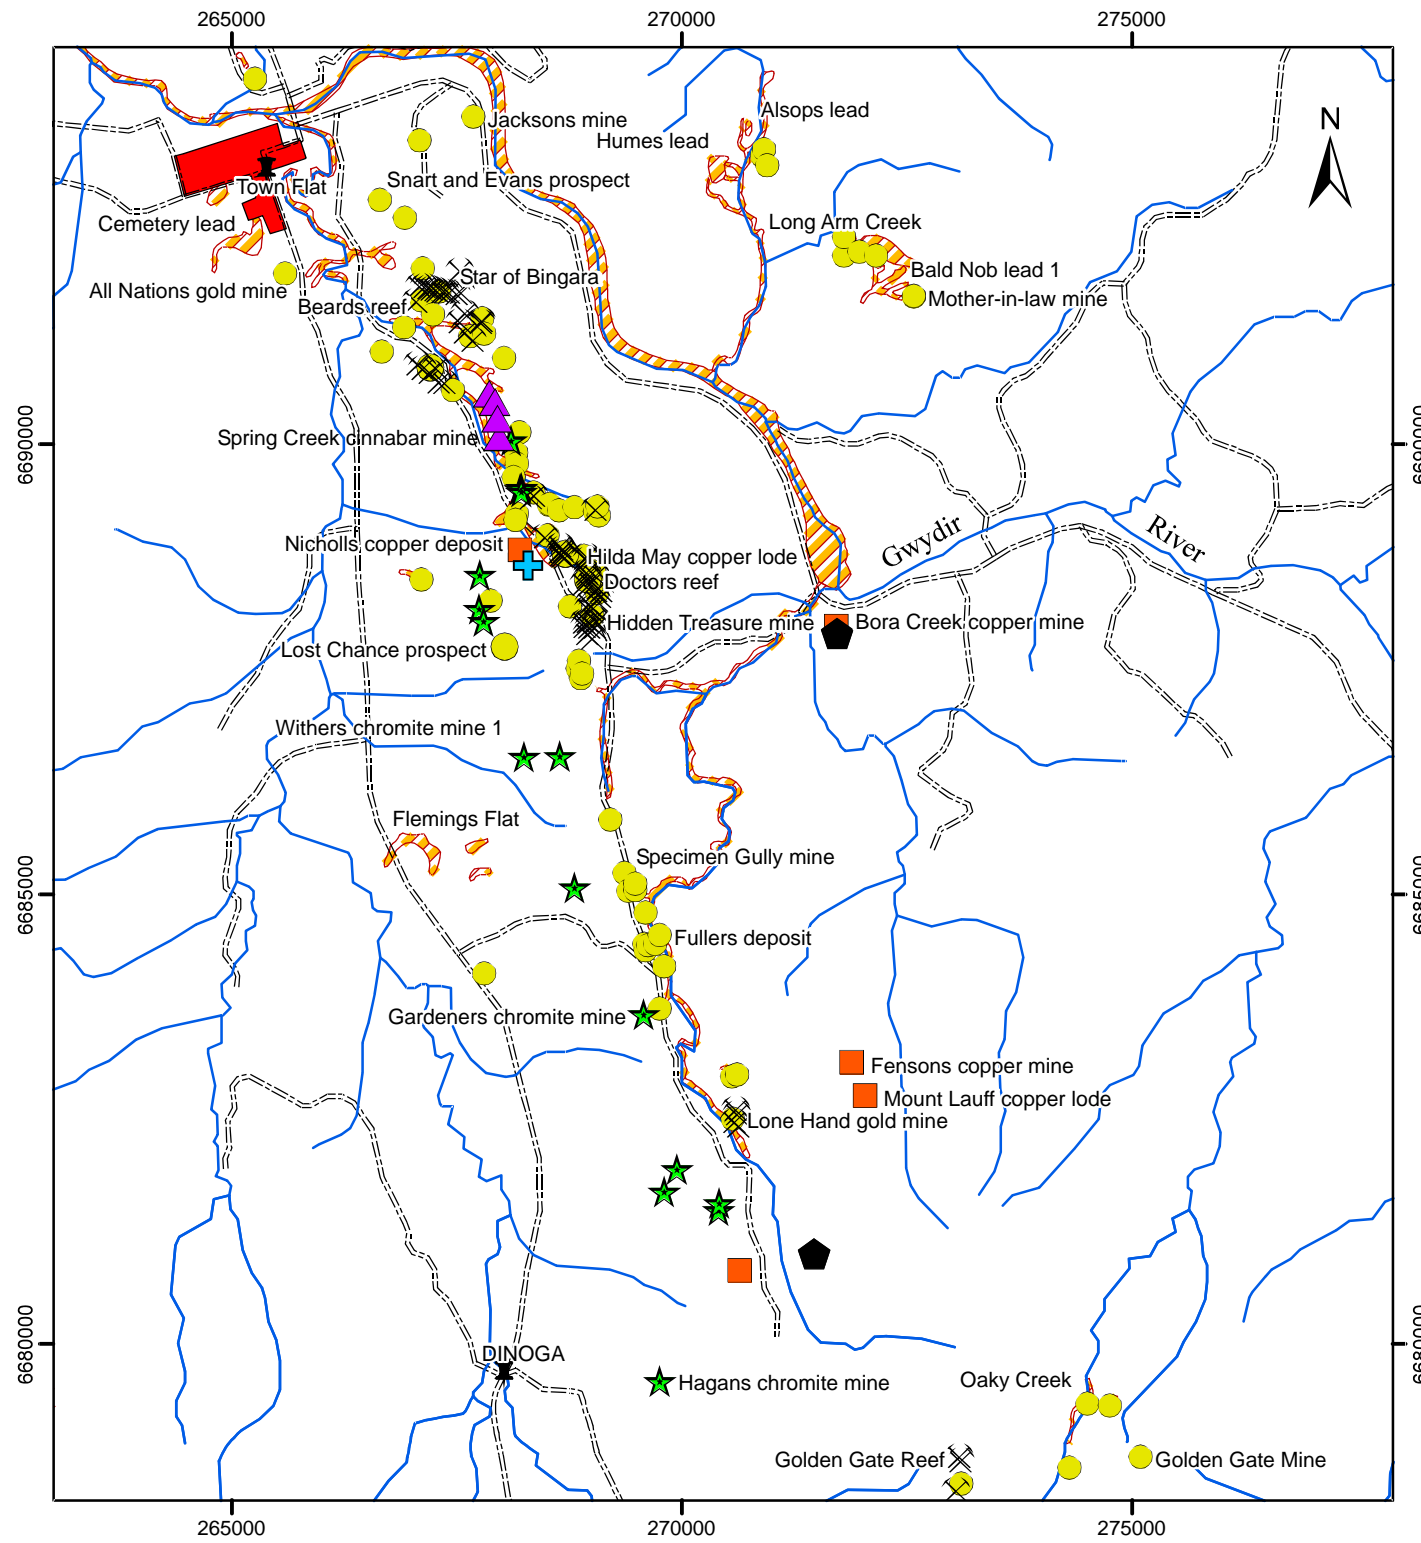 265000
270000
275000
N
Alsops lead
Jacksons mine
Humes lead
Snart and Evans prospect
Town Flat
Cemetery lead
Long Arm Creek
Bald Nob lead 1
Star of Bingara
All Nations gold mine
Mother-in-law mine
Beards reef
Spring Creek cinnabar mine
6690000
6690000
Gwydir
River
Nicholls copper deposit
Hilda May copper lode
Doctors reef
Hidden Treasure mine
Bora Creek copper mine
Lost Chance prospect
Withers chromite mine 1
Flemings Flat
Specimen Gully mine
6685000
6685000
Fullers deposit
Gardeners chromite mine
Fensons copper mine
Mount Lauff copper lode
Lone Hand gold mine
6680000
6680000
DINOGA
Hagans chromite mine
Oaky Creek
Golden Gate Reef
Golden Gate Mine
265000
270000
275000